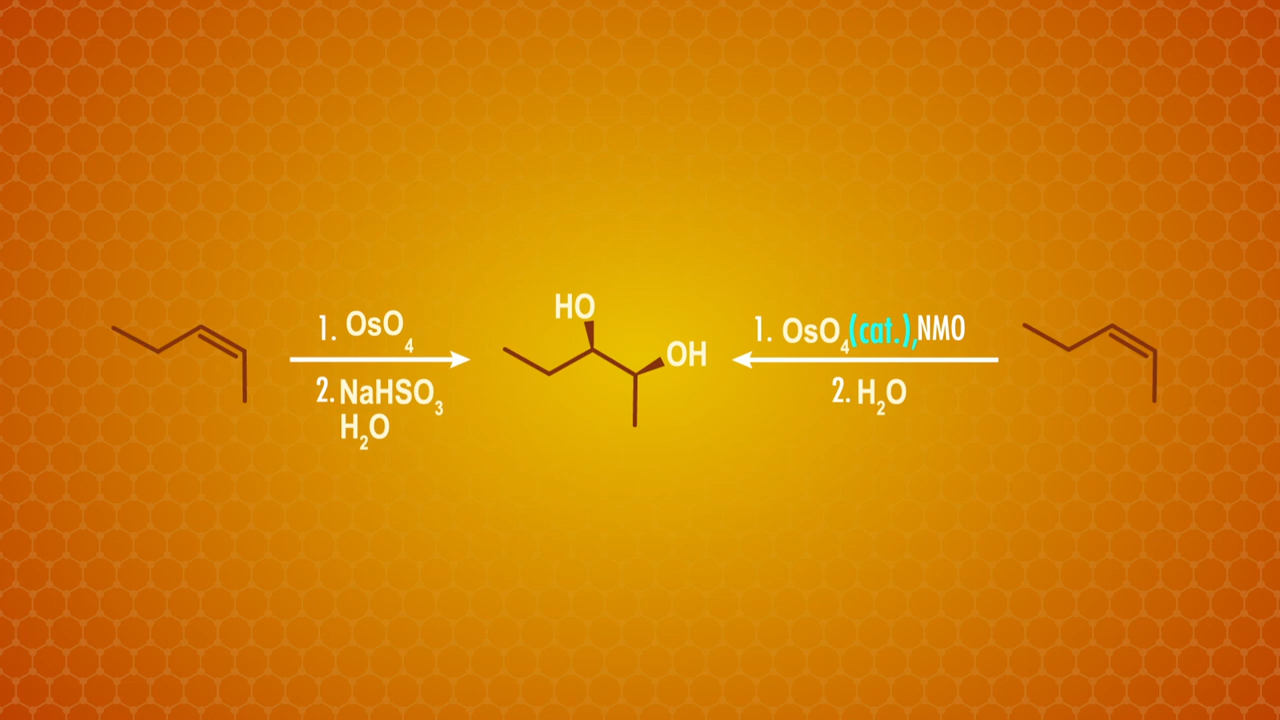 1. OsO₄
2. NaHSO₃
H₂O
HO
OH
1. OsO₄(cat.),NMO
2. H₂O